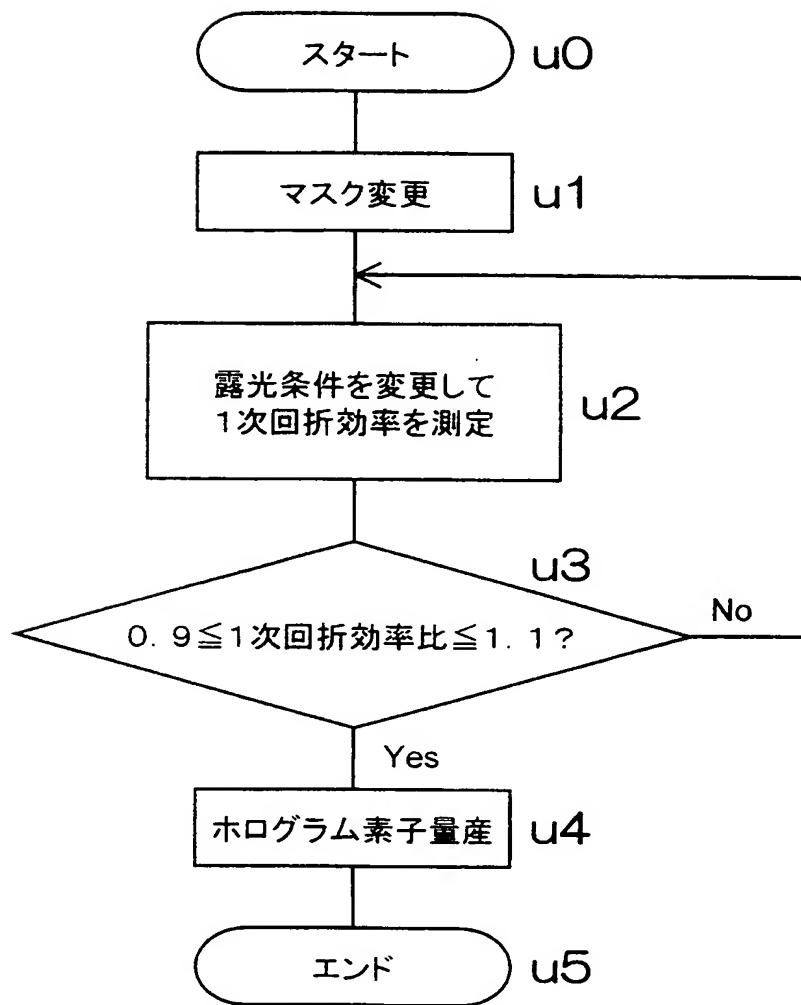 スタート u0
マスク変更 u1
露光条件を変更して
1次回折効率を測定 u2
u3
0.9≦1次回折効率比≦1.1?
No
Yes
ホログラム素子量産 u4
エンド u5